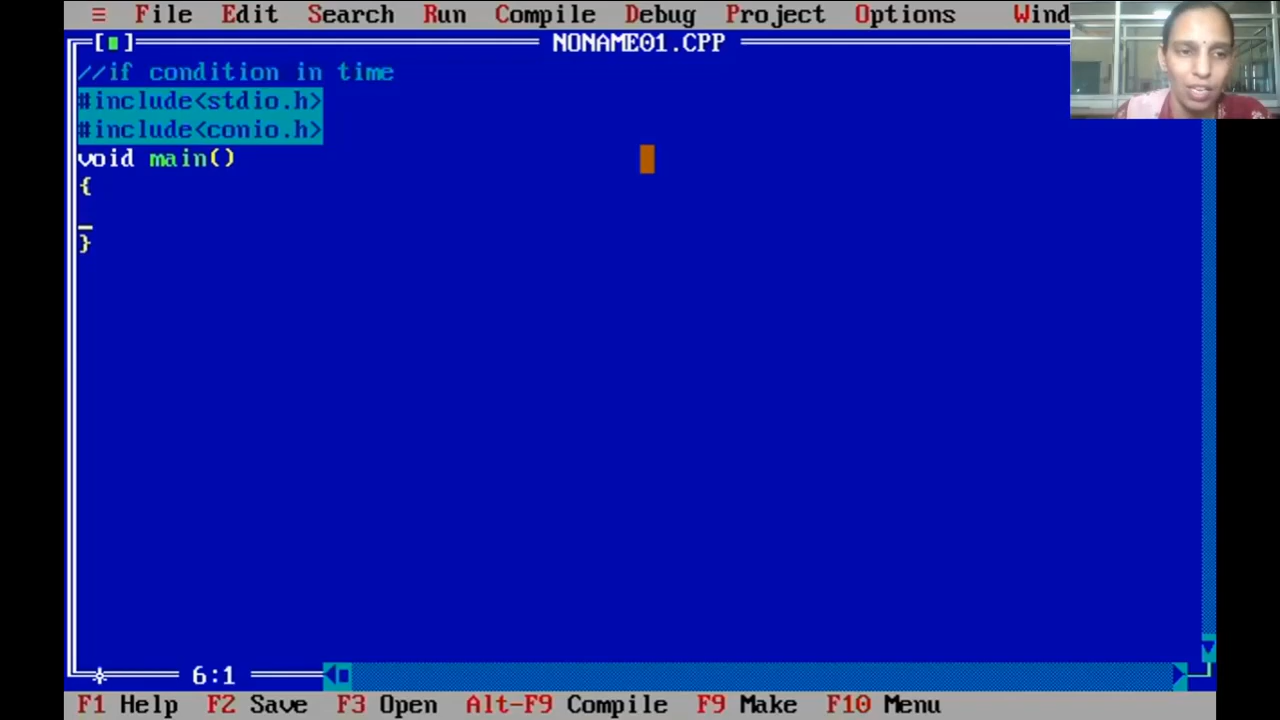 ≡ File Edit Search Run Compile Debug Project Options Wind
[■] NONAME01.CPP
//if condition in time
#include<stdio.h>
#include<conio.h>
void main()
{
}
6:1
F1 Help F2 Save F3 Open Alt-F9 Compile F9 Make F10 Menu